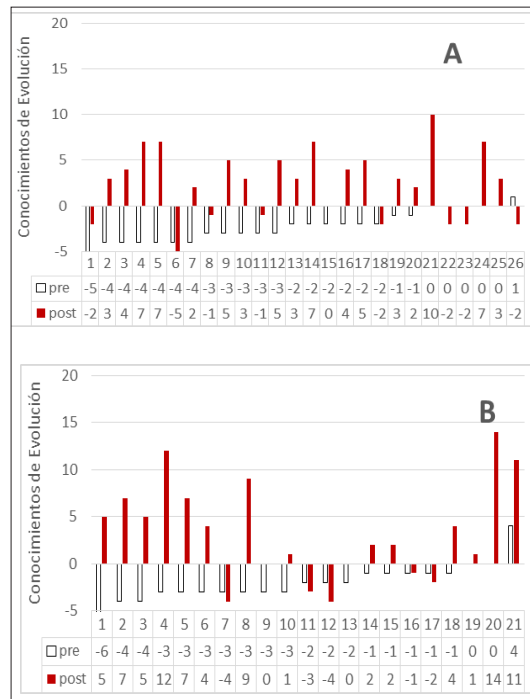 A
Conocimientos de Evolución
20
15
10
5
0
-5
1 2 3 4 5 6 7 8 9 10 11 12 13 14 15 16 17 18 19 20 21 22 23 24 25 26
pre -5 -4 -4 -4 -4 -4 -4 -3 -3 -3 -3 -3 -2 -2 -2 -2 -2 -2 -1 -1 0 0 0 0 0 1
post -2 3 4 7 7 -5 2 -1 5 3 -1 5 3 7 0 4 5 -2 3 2 10 -2 -2 7 3 -2
B
Conocimientos de Evolución
20
15
10
5
0
-5
1 2 3 4 5 6 7 8 9 10 11 12 13 14 15 16 17 18 19 20 21
pre -6 -4 -4 -3 -3 -3 -3 -3 -3 -3 -2 -2 -2 -1 -1 -1 -1 -1 0 0 4
post 5 7 5 12 7 4 -4 9 0 1 -3 -4 0 2 2 -1 -2 4 1 14 11